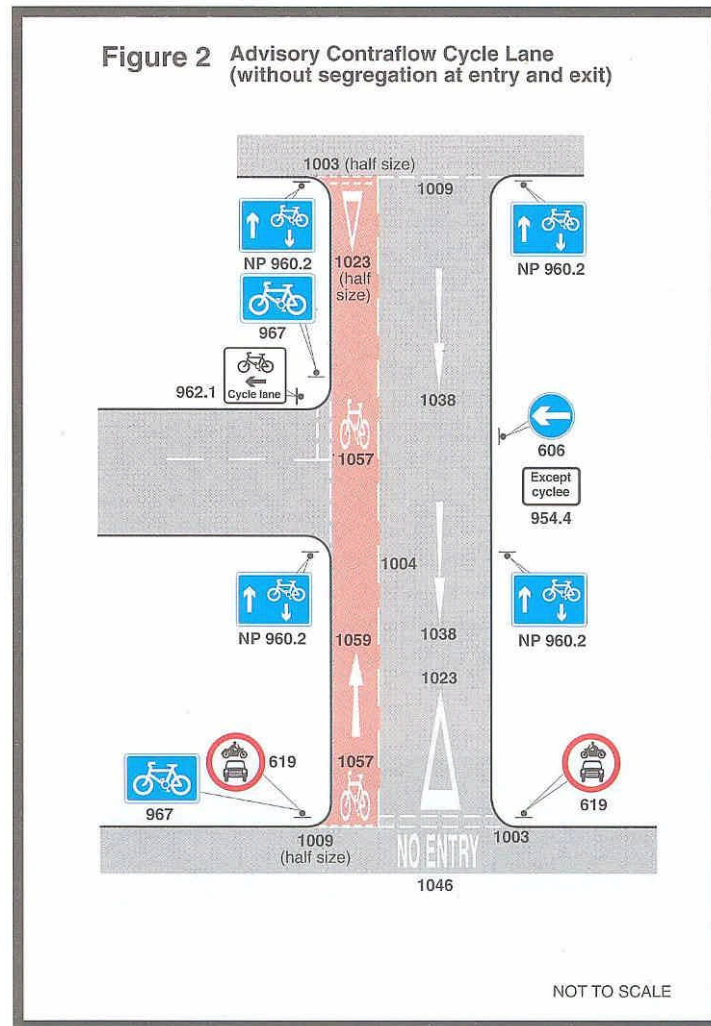 Figure 2 Advisory Contraflow Cycle Lane
(without segregation at entry and exit)
1003 (half size)
1009
NP 960.2
1023
(half
size)
NP 960.2
967
962.1
Cycle lane
1038
1057
606
Except
cyclee
954.4
1004
NP 960.2
1059
1038
NP 960.2
1023
619
1057
967
619
1009
(half size)
NO ENTRY
1003
1046
NOT TO SCALE